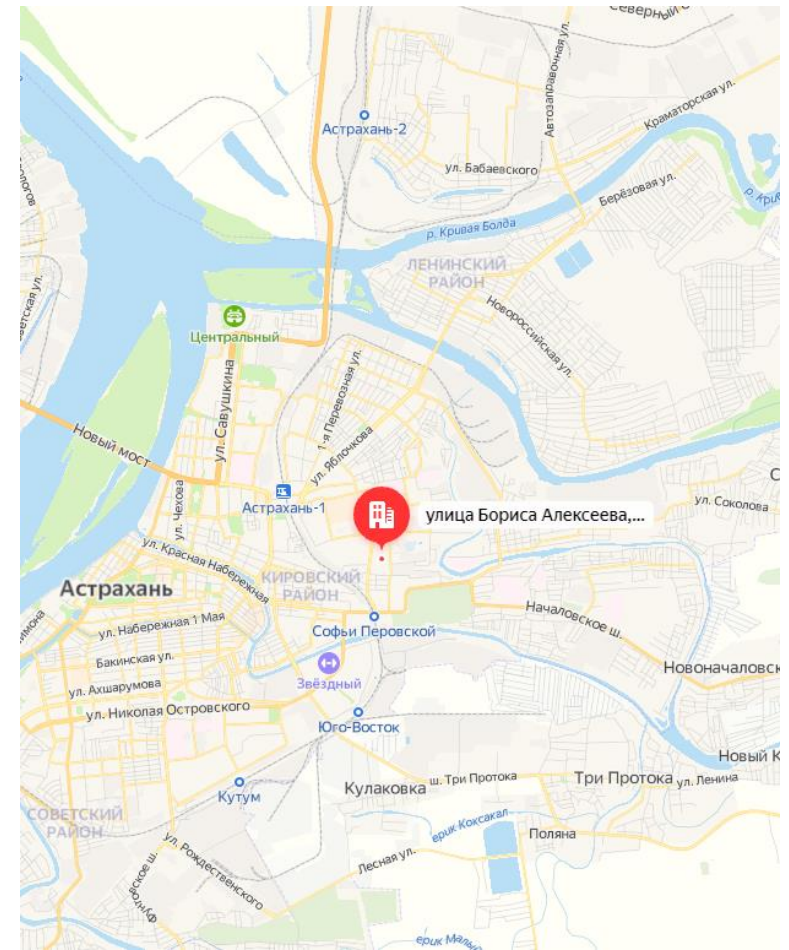 Северный
Автозаправочная ул.
Краматорская ул.
Астрахань-2
ул. Бабаевского
Берёзовая ул.
р. Кривая Болда
ЛЕНИНСКИЙ
РАЙОН
Новороссийская ул.
Центральный
ул. Савушкина
1-я Перевозная ул.
ул. Яблочкова
Новый мост
ул. Чехова
Астрахань-1
улица Бориса Алексеева,...
ул. Соколова
ул. Красная Набережная
Астрахань
КИРОВСКИЙ
РАЙОН
Началовское ш.
ул. Набережная 1 Мая
Софьи Перовской
Бакинская ул.
Звёздный
Новоначаловск
ул. Ахшарумова
ул. Николая Островского
Юго-Восток
Новый К
Кулаковка
ш. Три Протока
Три Протока
ул. Ленина
Кутум
СОВЕТСКИЙ
РАЙОН
ерик Коксакал
Поляна
ул. Рождественского
Лесная ул.
ерик Малы